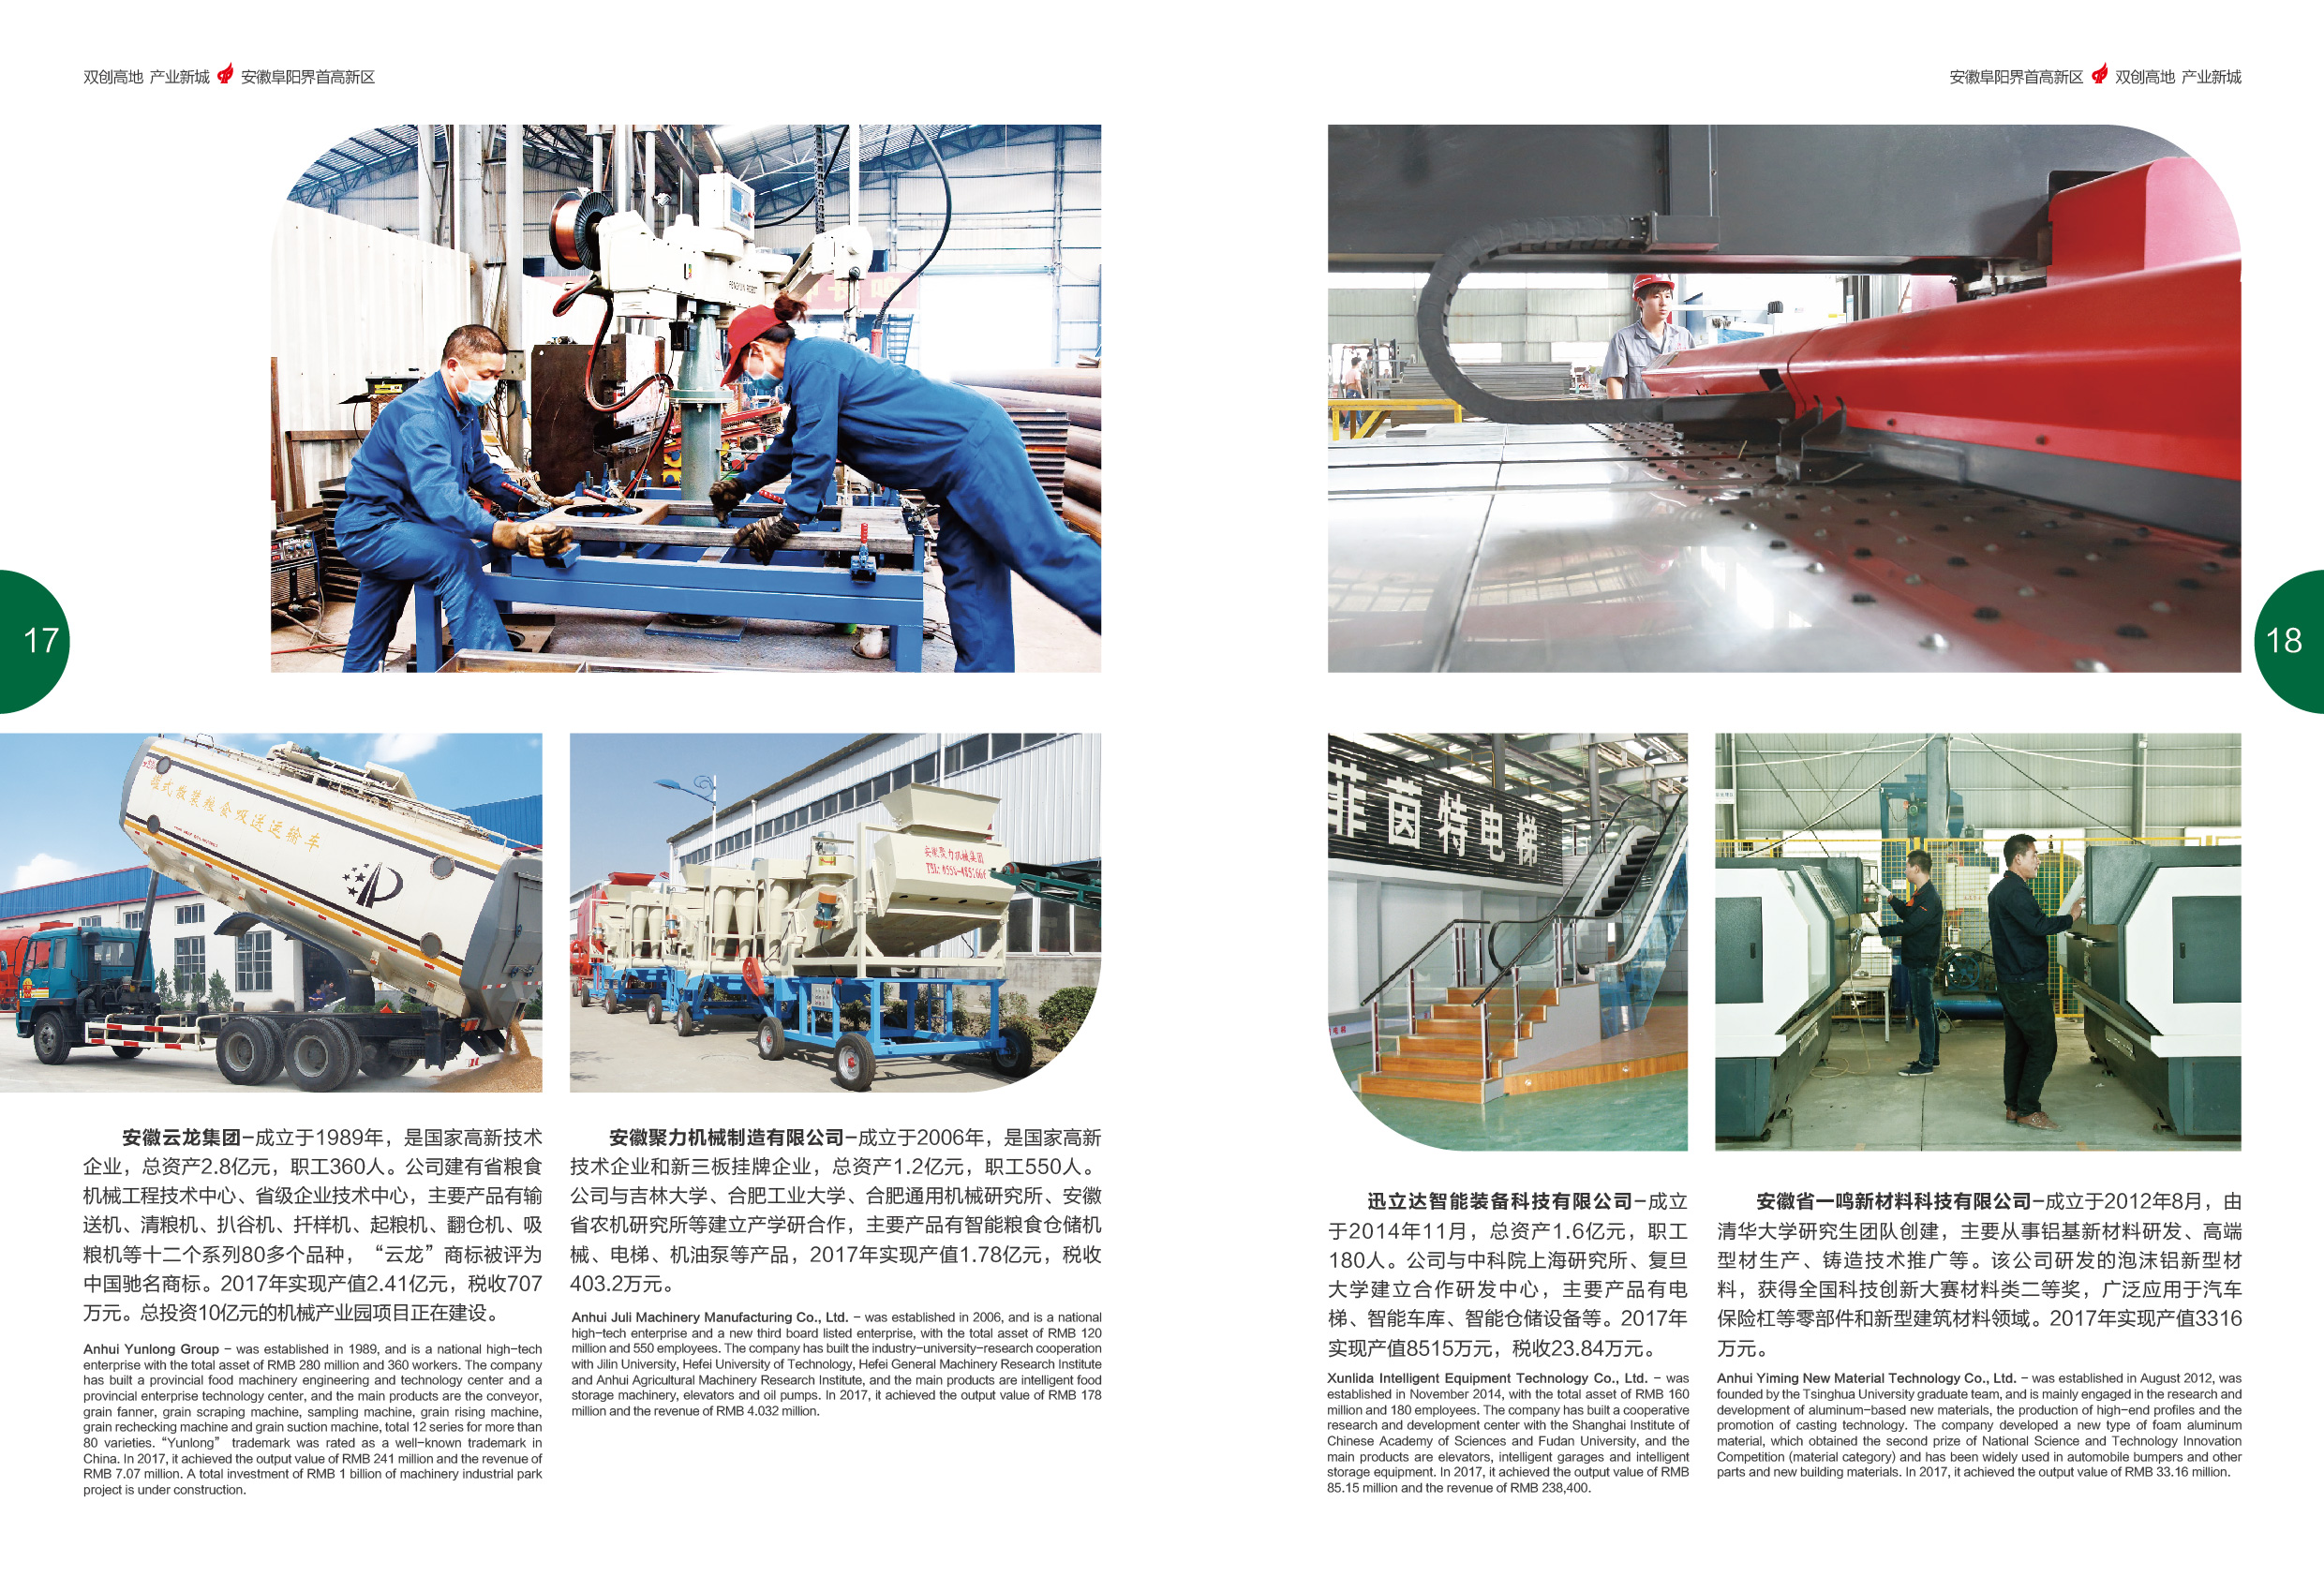 双创高地 产业新城 安徽阜阳界首高新区
安徽阜阳界首高新区 双创高地 产业新城
17
18
罐式散装粮食吸送运输车
安徽聚力机械集团
菲茵特电梯
安徽云龙集团-成立于1989年，是国家高新技术
企业，总资产2.8亿元，职工360人。公司建有省粮食
机械工程技术中心、省级企业技术中心，主要产品有输
送机、清粮机、扒谷机、扦样机、起粮机、翻仓机、吸
粮机等十二个系列80多个品种，“云龙”商标被评为
中国驰名商标。2017年实现产值2.41亿元，税收707
万元。总投资10亿元的机械产业园项目正在建设。
Anhui Yunlong Group - was established in 1989, and is a national high-tech
enterprise with the total asset of RMB 280 million and 360 workers. The company
has built a provincial food machinery engineering and technology center and a
provincial enterprise technology center, and the main products are the conveyor,
grain fanner, grain scraping machine, sampling machine, grain rising machine,
grain rechecking machine and grain suction machine, total 12 series for more than
80 varieties. “Yunlong” trademark was rated as a well-known trademark in
China. In 2017, it achieved the output value of RMB 241 million and the revenue of
RMB 7.07 million. A total investment of RMB 1 billion of machinery industrial park
project is under construction.
安徽聚力机械制造有限公司-成立于2006年，是国家高新
技术企业和新三板挂牌企业，总资产1.2亿元，职工550人。
公司与吉林大学、合肥工业大学、合肥通用机械研究所、安徽
省农机研究所等建立产学研合作，主要产品有智能粮食仓储机
械、电梯、机油泵等产品，2017年实现产值1.78亿元，税收
403.2万元。
Anhui Juli Machinery Manufacturing Co., Ltd. - was established in 2006, and is a national
high-tech enterprise and a new third board listed enterprise, with the total asset of RMB 120
million and 550 employees. The company has built the industry-university-research cooperation
with Jilin University, Hefei University of Technology, Hefei General Machinery Research Institute
and Anhui Agricultural Machinery Research Institute, and the main products are intelligent food
storage machinery, elevators and oil pumps. In 2017, it achieved the output value of RMB 178
million and the revenue of RMB 4.032 million.
迅立达智能装备科技有限公司-成立
于2014年11月，总资产1.6亿元，职工
180人。公司与中科院上海研究所、复旦
大学建立合作研发中心，主要产品有电
梯、智能车库、智能仓储设备等。2017年
实现产值8515万元，税收23.84万元。
Xunlida Intelligent Equipment Technology Co., Ltd. - was
established in November 2014, with the total asset of RMB 160
million and 180 employees. The company has built a cooperative
research and development center with the Shanghai Institute of
Chinese Academy of Sciences and Fudan University, and the
main products are elevators, intelligent garages and intelligent
storage equipment. In 2017, it achieved the output value of RMB
85.15 million and the revenue of RMB 238,400.
安徽省一鸣新材料科技有限公司-成立于2012年8月，由
清华大学研究生团队创建，主要从事铝基新材料研发、高端
型材生产、铸造技术推广等。该公司研发的泡沫铝新型材
料，获得全国科技创新大赛材料类二等奖，广泛应用于汽车
保险杠等零部件和新型建筑材料领域。2017年实现产值3316
万元。
Anhui Yiming New Material Technology Co., Ltd. - was established in August 2012, was
founded by the Tsinghua University graduate team, and is mainly engaged in the research and
development of aluminum-based new materials, the production of high-end profiles and the
promotion of casting technology. The company developed a new type of foam aluminum
material, which obtained the second prize of National Science and Technology Innovation
Competition (material category) and has been widely used in automobile bumpers and other
parts and new building materials. In 2017, it achieved the output value of RMB 33.16 million.